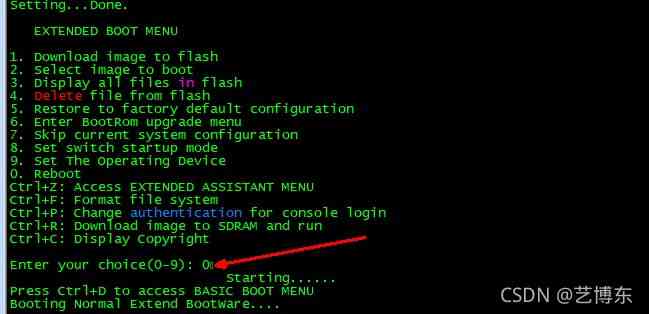 Setting...Done.
EXTENDED BOOT MENU
1. Download image to flash
2. Select image to boot
3. Display all files in flash
4. Delete file from flash
5. Restore to factory default configuration
6. Enter BootRom upgrade menu
7. Skip current system configuration
8. Set switch startup mode
9. Set The Operating Device
0. Reboot
Ctrl+Z: Access EXTENDED ASSISTANT MENU
Ctrl+F: Format file system
Ctrl+P: Change authentication for console login
Ctrl+R: Download image to SDRAM and run
Ctrl+C: Display Copyright
Enter your choice(0-9): 0
Starting......
Press Ctrl+D to access BASIC BOOT MENU
Booting Normal Extend BootWare....
CSDN @艺博东